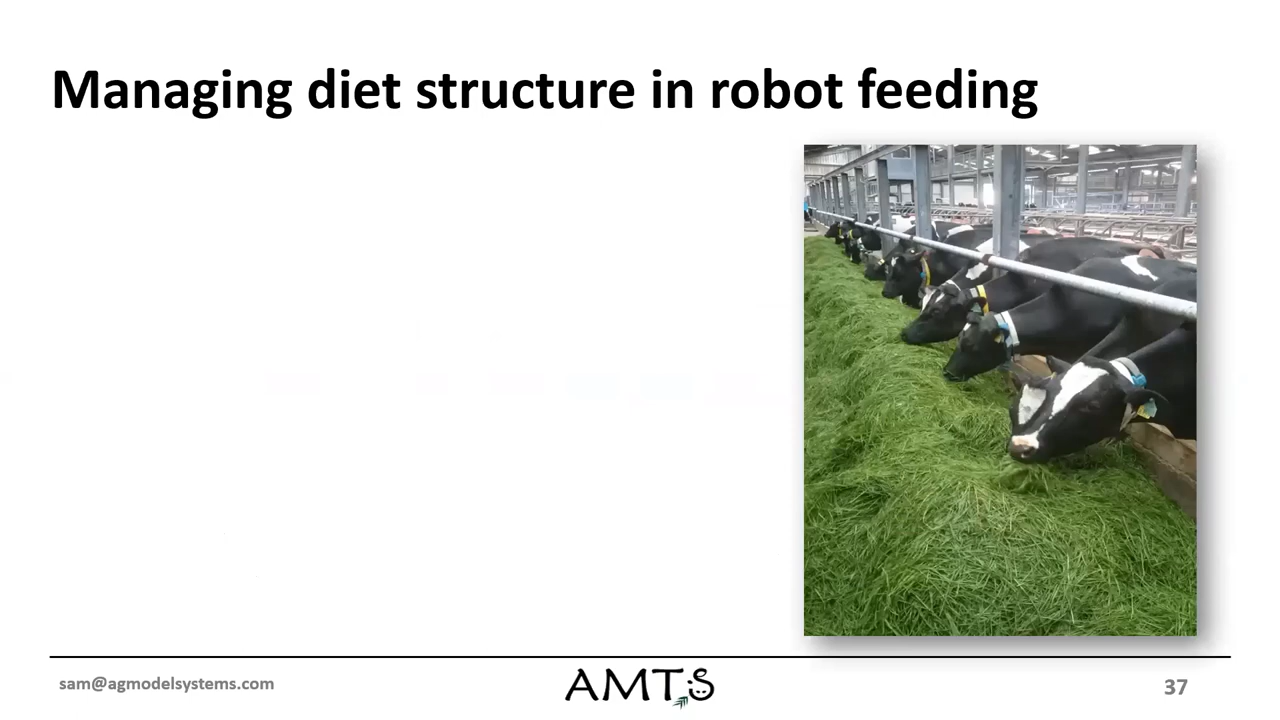 Managing diet structure in robot feeding
sam@agmodelsystems.com
AMTS
37